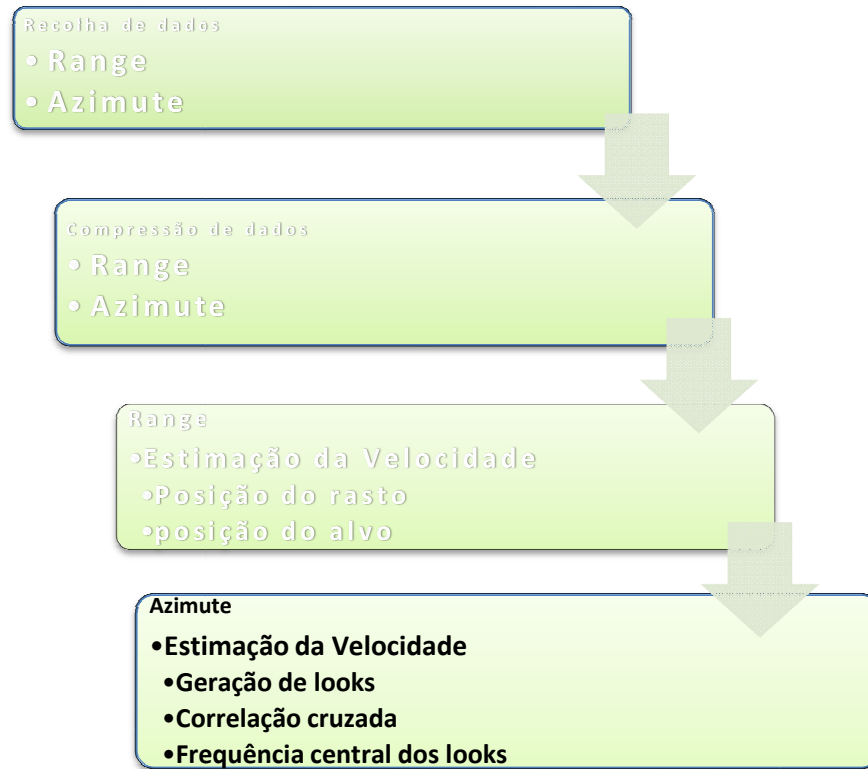 Recolha de dados
• Range
• Azimute
Compressão de dados
• Range
• Azimute
Range
•Estimação da Velocidade
•Posição do rasto
•posição do alvo
Azimute
•Estimação da Velocidade
•Geração de looks
•Correlação cruzada
•Frequência central dos looks